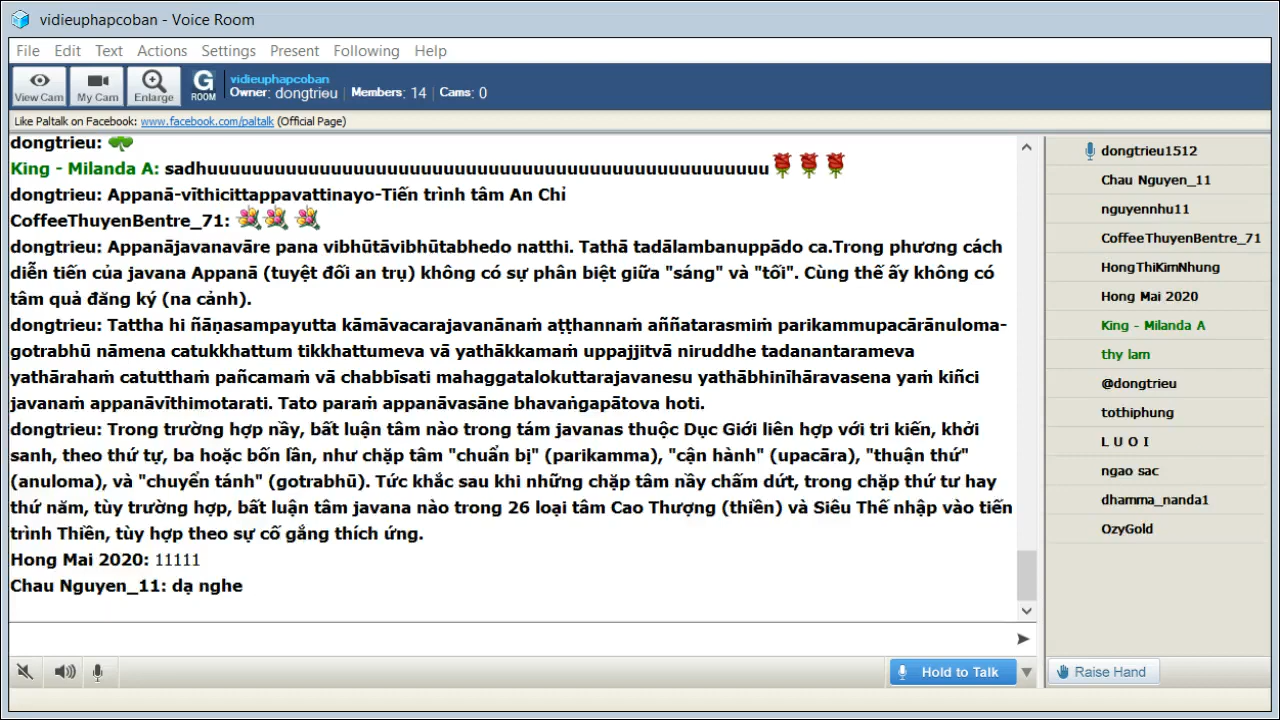 vidieuphapcoban - Voice Room
File Edit Text Actions Settings Present Following Help
View Cam My Cam Enlarge G ROOM
vidieuphapcoban
Owner: dongtrieu Members: 14 Cams: 0
Like Paltalk on Facebook: www.facebook.com/paltalk (Official Page)
dongtrieu:
King - Milanda A: sadhuuuuuuuuuuuuuuuuuuuuuuuuuuuuuuuuuuuuuuuuuuuuuuuuuu
dongtrieu: Appanā-vīthicittappavattinayo-Tiến trình tâm An Chỉ
CoffeeThuyenBentre_71:
dongtrieu: Appanājavanavāre pana vibhūtāvibhūtabhedo natthi. Tathā tadālambanuppādo ca.Trong phương cách
diễn tiến của javana Appanā (tuyệt đối an trụ) không có sự phân biệt giữa "sáng" và "tối". Cùng thế ấy không có
tâm quả đăng ký (na cảnh).
dongtrieu: Tattha hi ñāṇasampayutta kāmāvacarajavanānaṁ aṭṭhannaṁ aññatarasmiṁ parikammupacārānuloma-
gotrabhū nāmena catukkhattum tikkhattumeva vā yathākkamaṁ uppajjitvā niruddhe tadanantarameva
yathārahaṁ catutthaṁ pañcamaṁ vā chabbīsati mahaggatalokuttarajavanesu yathābhinīhāravasena yaṁ kiñci
javanaṁ appanāvīthimotarati. Tato paraṁ appanāvasāne bhavaṅgapātova hoti.
dongtrieu: Trong trường hợp nầy, bất luận tâm nào trong tám javanas thuộc Dục Giới liên hợp với tri kiến, khởi
sanh, theo thứ tự, ba hoặc bốn lần, như chặp tâm "chuẩn bị" (parikamma), "cận hành" (upacāra), "thuận thứ"
(anuloma), và "chuyển tánh" (gotrabhū). Tức khắc sau khi những chặp tâm nầy chấm dứt, trong chặp thứ tư hay
thứ năm, tùy trường hợp, bất luận tâm javana nào trong 26 loại tâm Cao Thượng (thiền) và Siêu Thế nhập vào tiến
trình Thiền, tùy hợp theo sự cố gắng thích ứng.
Hong Mai 2020: 11111
Chau Nguyen_11: dạ nghe
Hold to Talk
dongtrieu1512
Chau Nguyen_11
nguyennhu11
CoffeeThuyenBentre_71
HongThiKimNhung
Hong Mai 2020
King - Milanda A
thy lam
@dongtrieu
tothiphung
L U O I
ngao sac
dhamma_nanda1
OzyGold
Raise Hand